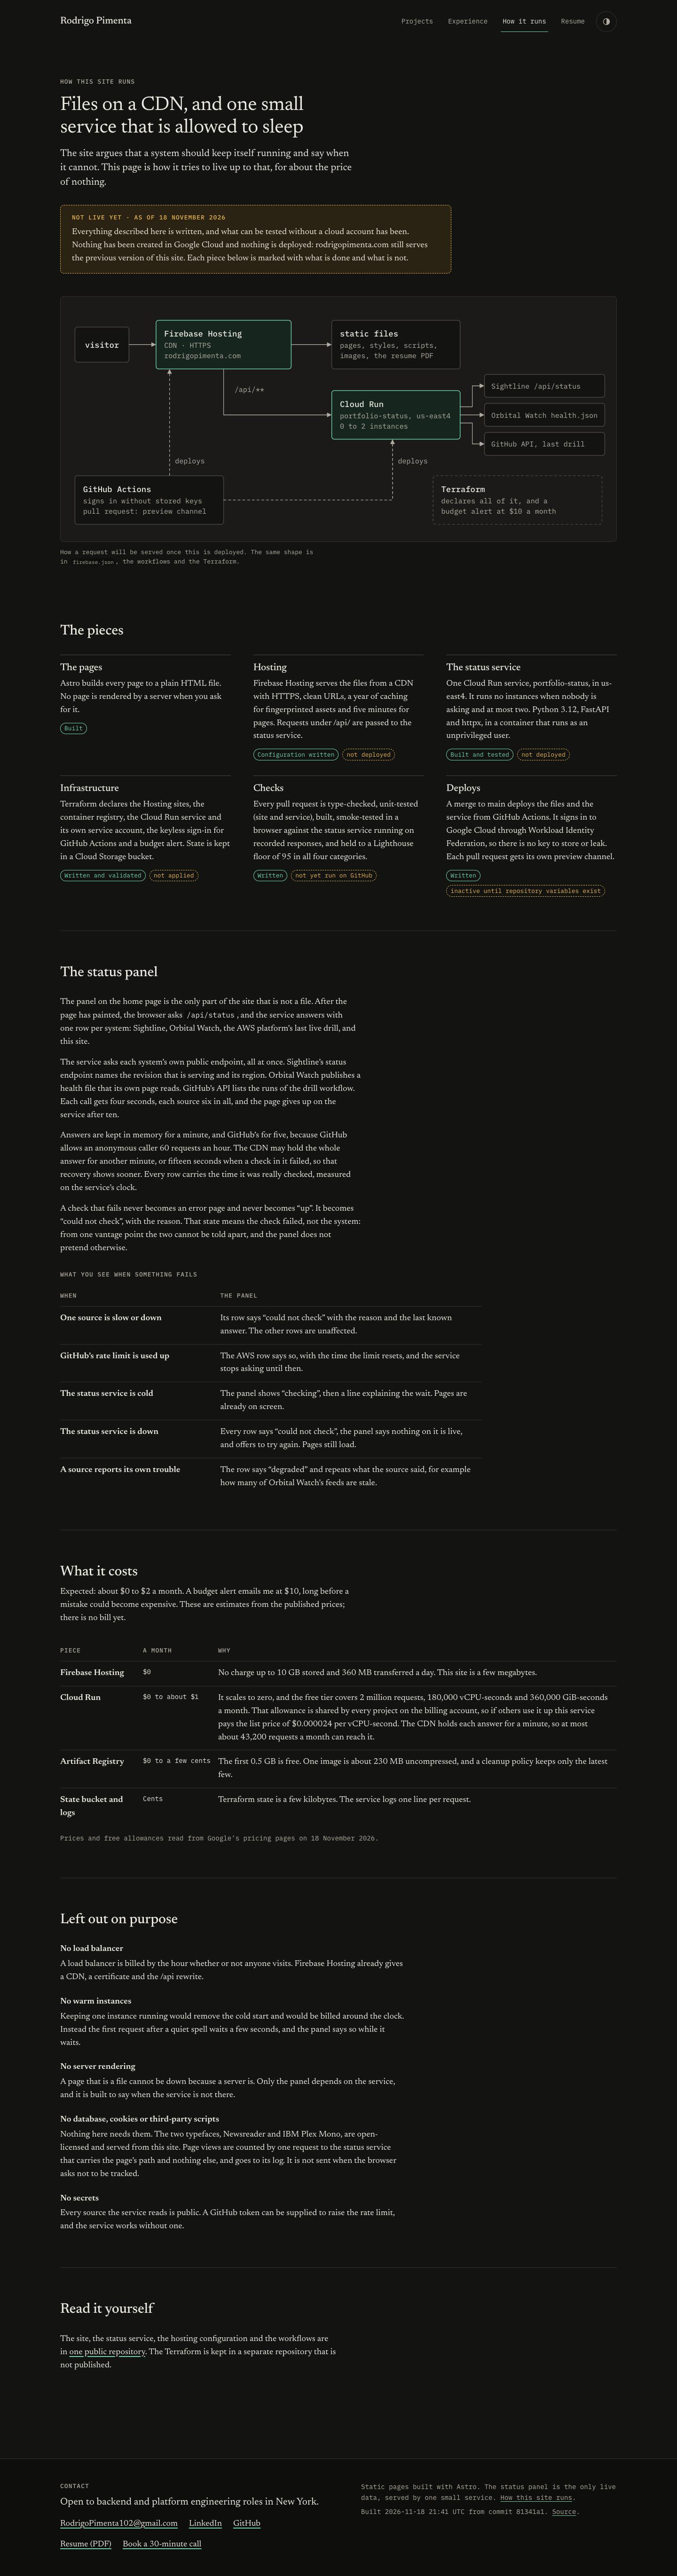 Rodrigo Pimenta
Projects
Experience
How it runs
Resume
HOW THIS SITE RUNS
Files on a CDN, and one small
service that is allowed to sleep
The site argues that a system should keep itself running and say when
it cannot. This page is how it tries to live up to that, for about the price
of nothing.
NOT LIVE YET · AS OF 18 NOVEMBER 2026
Everything described here is written, and what can be tested without a cloud account has been.
Nothing has been created in Google Cloud and nothing is deployed: rodrigopimenta.com still serves
the previous version of this site. Each piece below is marked with what is done and what is not.
visitor
Firebase Hosting
CDN · HTTPS
rodrigopimenta.com
static files
pages, styles, scripts,
images, the resume PDF
/api/**
Cloud Run
portfolio-status, us-east4
0 to 2 instances
Sightline /api/status
Orbital Watch health.json
GitHub API, last drill
deploys
deploys
GitHub Actions
signs in without stored keys
pull request: preview channel
Terraform
declares all of it, and a
budget alert at $10 a month
How a request will be served once this is deployed. The same shape is
in firebase.json, the workflows and the Terraform.
The pieces
The pages
Astro builds every page to a plain HTML file.
No page is rendered by a server when you ask
for it.
Built
Hosting
Firebase Hosting serves the files from a CDN
with HTTPS, clean URLs, a year of caching
for fingerprinted assets and five minutes for
pages. Requests under /api/ are passed to the
status service.
Configuration written
not deployed
The status service
One Cloud Run service, portfolio-status, in us-
east4. It runs no instances when nobody is
asking and at most two. Python 3.12, FastAPI
and httpx, in a container that runs as an
unprivileged user.
Built and tested
not deployed
Infrastructure
Terraform declares the Hosting sites, the
container registry, the Cloud Run service and
its own service account, the keyless sign-in for
GitHub Actions and a budget alert. State is kept
in a Cloud Storage bucket.
Written and validated
not applied
Checks
Every pull request is type-checked, unit-tested
(site and service), built, smoke-tested in a
browser against the status service running on
recorded responses, and held to a Lighthouse
floor of 95 in all four categories.
Written
not yet run on GitHub
Deploys
A merge to main deploys the files and the
service from GitHub Actions. It signs in to
Google Cloud through Workload Identity
Federation, so there is no key to store or leak.
Each pull request gets its own preview channel.
Written
inactive until repository variables exist
The status panel
The panel on the home page is the only part of the site that is not a file. After the
page has painted, the browser asks /api/status, and the service answers with
one row per system: Sightline, Orbital Watch, the AWS platform's last live drill, and
this site.
The service asks each system's own public endpoint, all at once. Sightline's status
endpoint names the revision that is serving and its region. Orbital Watch publishes a
health file that its own page reads. GitHub's API lists the runs of the drill workflow.
Each call gets four seconds, each source six in all, and the page gives up on the
service after ten.
Answers are kept in memory for a minute, and GitHub's for five, because GitHub
allows an anonymous caller 60 requests an hour. The CDN may hold the whole
answer for another minute, or fifteen seconds when a check in it failed, so that
recovery shows sooner. Every row carries the time it was really checked, measured
on the service's clock.
A check that fails never becomes an error page and never becomes “up”. It becomes
“could not check”, with the reason. That state means the check failed, not the system:
from one vantage point the two cannot be told apart, and the panel does not
pretend otherwise.
WHAT YOU SEE WHEN SOMETHING FAILS
WHEN
THE PANEL
One source is slow or down
Its row says “could not check” with the reason and the last known
answer. The other rows are unaffected.
GitHub's rate limit is used up
The AWS row says so, with the time the limit resets, and the service
stops asking until then.
The status service is cold
The panel shows “checking”, then a line explaining the wait. Pages are
already on screen.
The status service is down
Every row says “could not check”, the panel says nothing on it is live,
and offers to try again. Pages still load.
A source reports its own trouble
The row says “degraded” and repeats what the source said, for example
how many of Orbital Watch's feeds are stale.
What it costs
Expected: about $0 to $2 a month. A budget alert emails me at $10, long before a
mistake could become expensive. These are estimates from the published prices;
there is no bill yet.
PIECE
A MONTH
WHY
Firebase Hosting
$0
No charge up to 10 GB stored and 360 MB transferred a day. This site is a few megabytes.
Cloud Run
$0 to about $1
It scales to zero, and the free tier covers 2 million requests, 180,000 vCPU-seconds and 360,000 GiB-seconds
a month. That allowance is shared by every project on the billing account, so if others use it up this service
pays the list price of $0.000024 per vCPU-second. The CDN holds each answer for a minute, so at most
about 43,200 requests a month can reach it.
Artifact Registry
$0 to a few cents
The first 0.5 GB is free. One image is about 230 MB uncompressed, and a cleanup policy keeps only the latest
few.
State bucket and
logs
Cents
Terraform state is a few kilobytes. The service logs one line per request.
Prices and free allowances read from Google's pricing pages on 18 November 2026.
Left out on purpose
No load balancer
A load balancer is billed by the hour whether or not anyone visits. Firebase Hosting already gives
a CDN, a certificate and the /api rewrite.
No warm instances
Keeping one instance running would remove the cold start and would be billed around the clock.
Instead the first request after a quiet spell waits a few seconds, and the panel says so while it
waits.
No server rendering
A page that is a file cannot be down because a server is. Only the panel depends on the service,
and it is built to say when the service is not there.
No database, cookies or third-party scripts
Nothing here needs them. The two typefaces, Newsreader and IBM Plex Mono, are open-
licensed and served from this site. Page views are counted by one request to the status service
that carries the page's path and nothing else, and goes to its log. It is not sent when the browser
asks not to be tracked.
No secrets
Every source the service reads is public. A GitHub token can be supplied to raise the rate limit,
and the service works without one.
Read it yourself
The site, the status service, the hosting configuration and the workflows are
in one public repository. The Terraform is kept in a separate repository that is
not published.
CONTACT
Open to backend and platform engineering roles in New York.
RodrigoPimenta102@gmail.com
LinkedIn
GitHub
Resume (PDF)
Book a 30-minute call
Static pages built with Astro. The status panel is the only live
data, served by one small service. How this site runs.
Built 2026-11-18 21:41 UTC from commit 81341a1. Source.